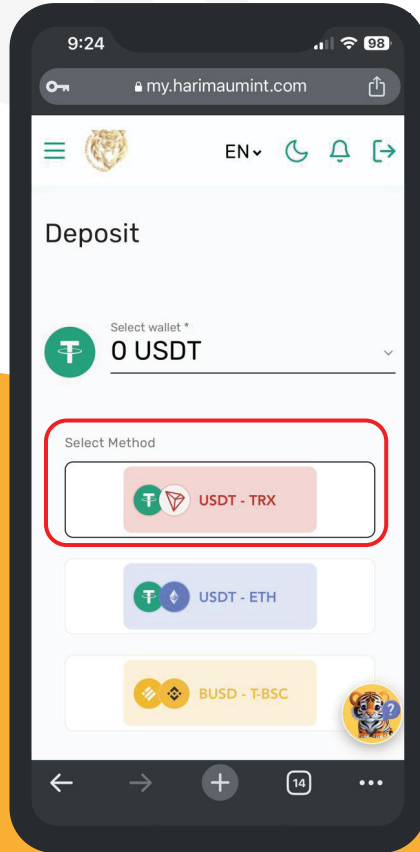 9:24
98
my.harimaumint.com
EN
Deposit
Select wallet *
0 USDT
Select Method
USDT - TRX
USDT - ETH
BUSD - T-BSC
?
14